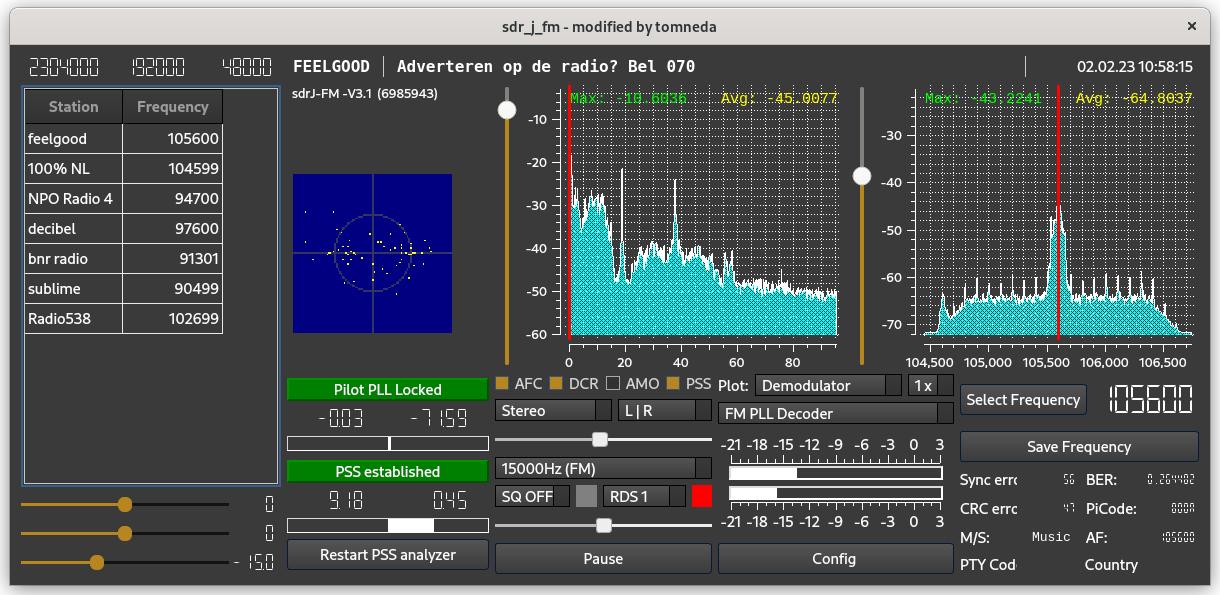 sdr_j_fm - modified by tomneda ×
2304000 192000 48000 FEELGOOD Adverteren op de radio? Bel 070 02.02.23 10:58:15
sdrJ-FM -V3.1 (6985943)
Station Frequency
feelgood 105600
100% NL 104599
NPO Radio 4 94700
decibel 97600
bnr radio 91301
sublime 90499
Radio538 102699
0
0
-15.0
Pilot PLL Locked
-0.03 -71.59
PSS established
9.18 0.45
Restart PSS analyzer
Max: -10.6036 Avg: -45.0077
-10
-20
-30
-40
-50
-60
0 20 40 60 80
Max: -43.2241 Avg: -64.8037
-30
-40
-50
-60
-70
104,500 105,000 105,500 106,000 106,500
AFC DCR AMO PSS Plot: Demodulator 1 x
Stereo L | R FM PLL Decoder
15000Hz (FM)
SQ OFF RDS 1
Pause
-21 -18 -15 -12 -9 -6 -3 0 3
-21 -18 -15 -12 -9 -6 -3 0 3
Config
Select Frequency 105600
Save Frequency
Sync errc 56 BER: 0.264482
CRC errc 47 PiCode: 0000
M/S: Music AF: 105600
PTY Cod Country